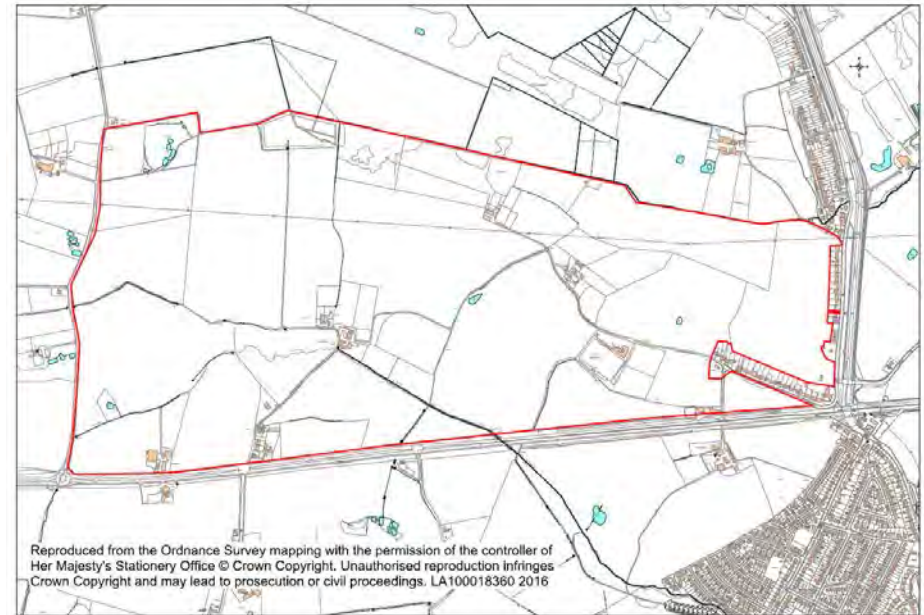 Reproduced from the Ordnance Survey mapping with the permission of the controller of
Her Majesty's Stationery Office © Crown Copyright. Unauthorised reproduction infringes
Crown Copyright and may lead to prosecution or civil proceedings. LA100018360 2016